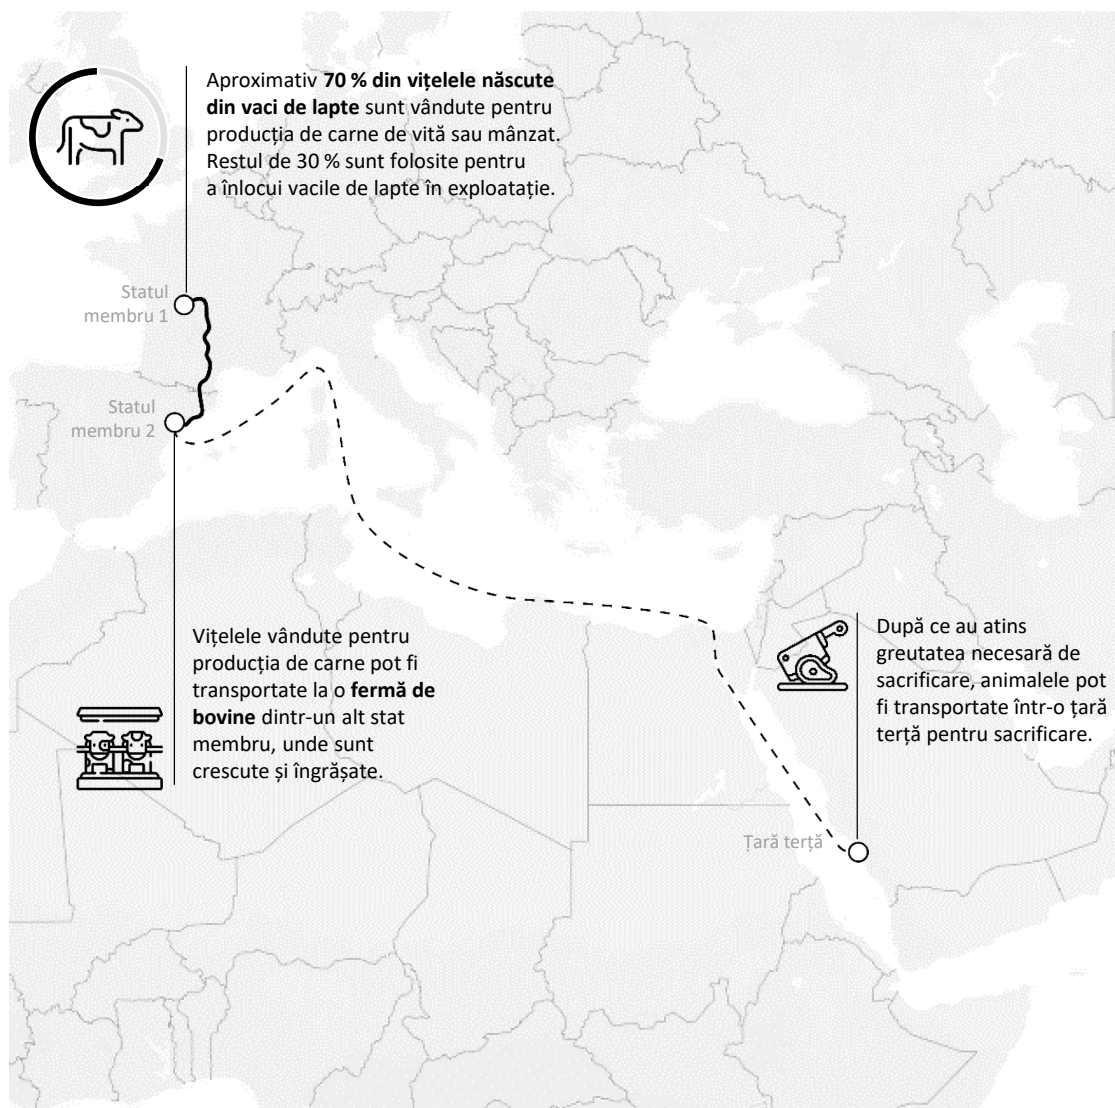 Aproximativ 70 % din vițelele născute
din vaci de lapte sunt vândute pentru
producția de carne de vită sau mânzat.
Restul de 30 % sunt folosite pentru
a înlocui vacile de lapte în exploatație.
Statul
membru 1
Statul
membru 2
Vițelele vândute pentru
producția de carne pot fi
transportate la o fermă de
bovine dintr-un alt stat
membru, unde sunt
crescute și îngrășate.
După ce au atins
greutatea necesară de
sacrificare, animalele pot
fi transportate într-o țară
terță pentru sacrificare.
Țară terță